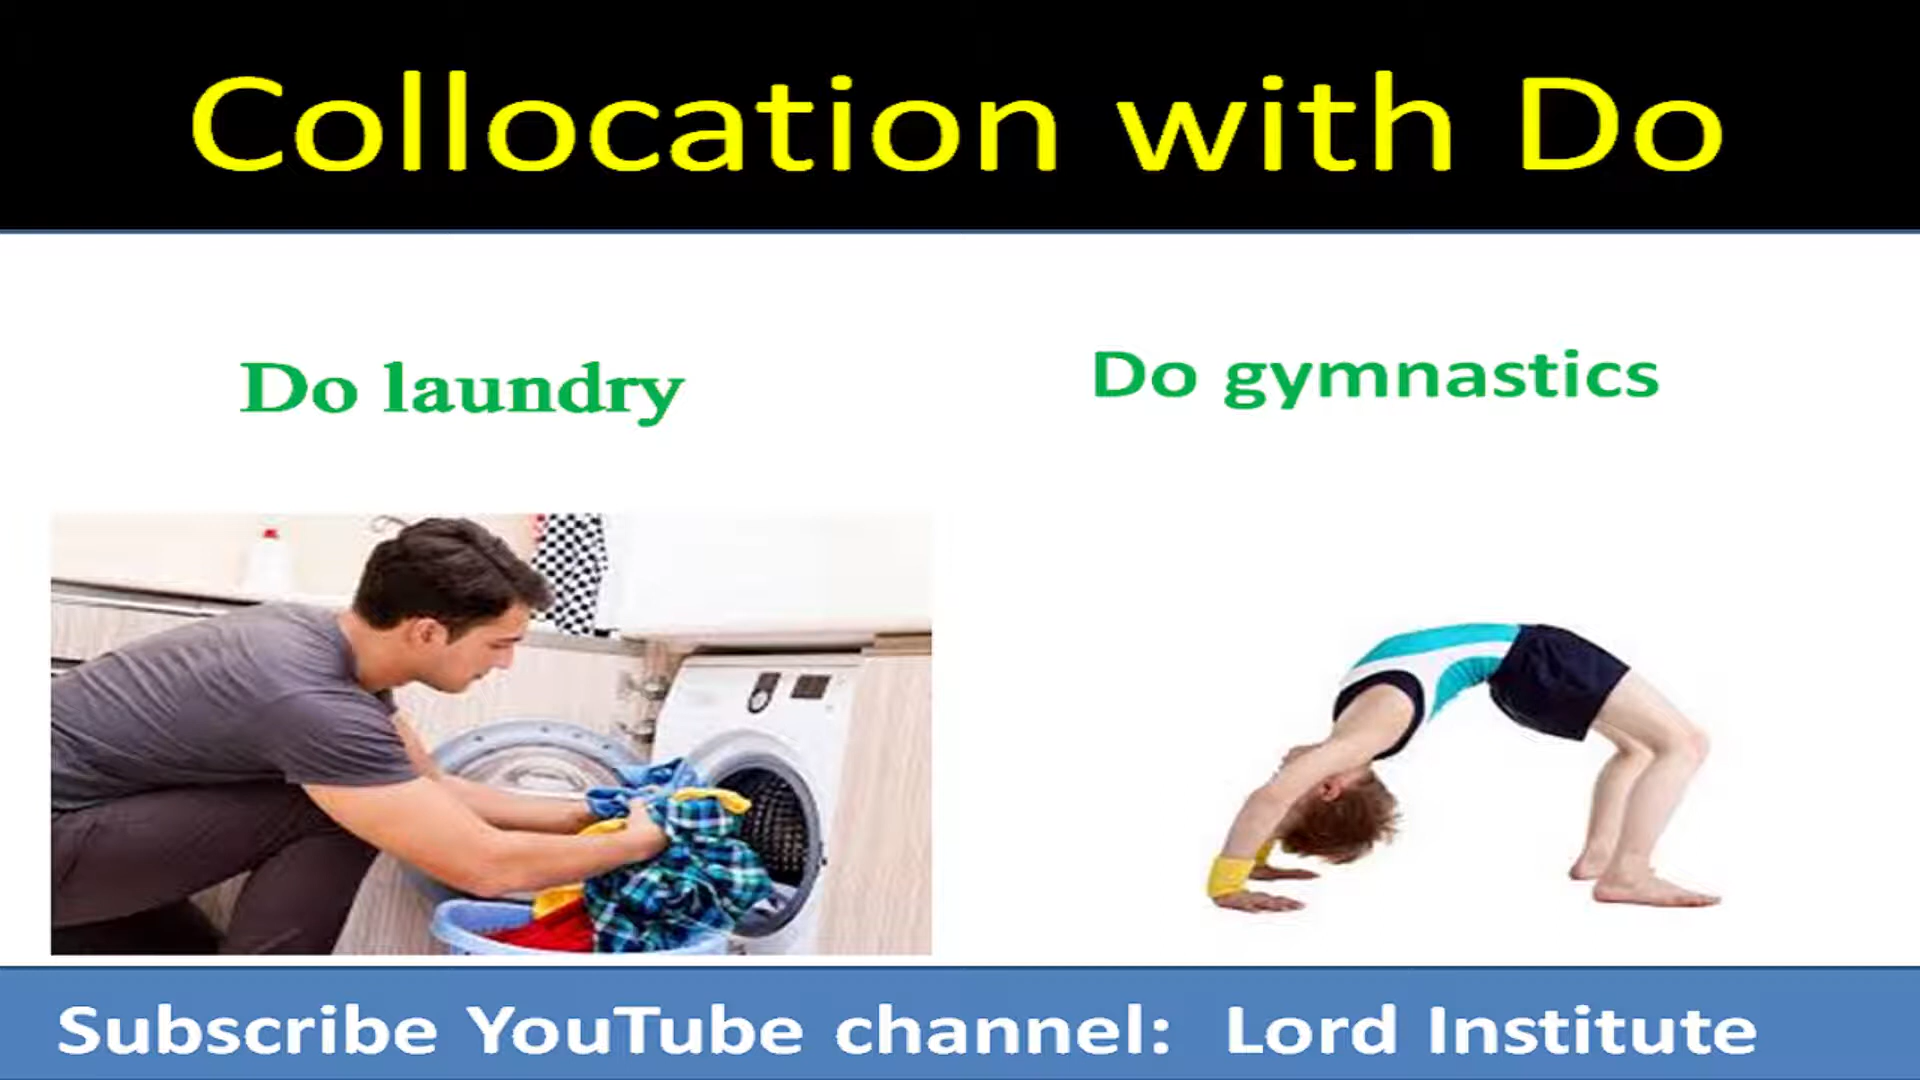 Collocation with Do
Do laundry
Do gymnastics
Subscribe YouTube channel: Lord Institute